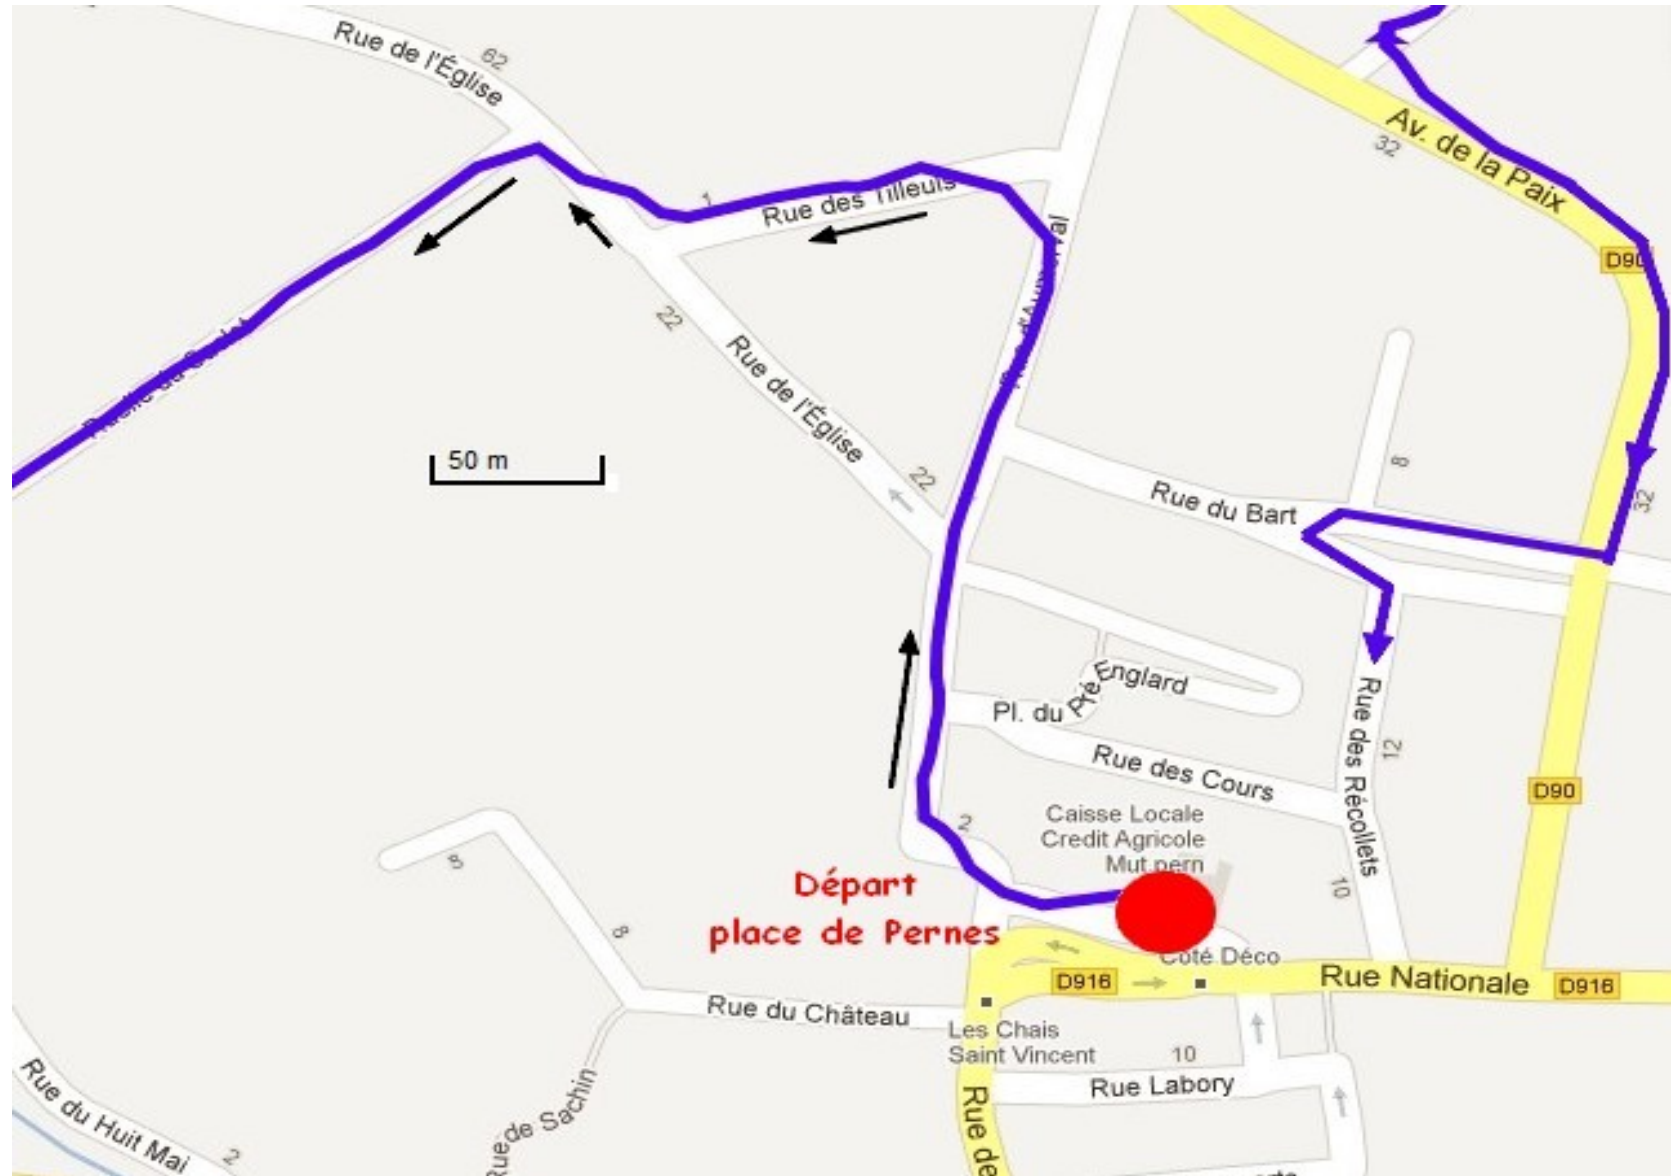 Rue de l'Église
62
Av. de la Paix
32
1
Rue des Tilleuls
D90
22
Rue de l'Église
50 m
22
8
Rue du Bart
32
Englard
Pl. du Pré
Rue des Cours
12
Rue des Récollets
D90
2
Caisse Locale
Credit Agricole
Mut pern
Départ
place de Pernes
10
8
8
Coté Déco
D916
Rue Nationale
D916
Rue du Château
Les Chais
Saint Vincent
10
Rue Labory
Rue de
Rue de Sachin
Rue du Huit Mai
2